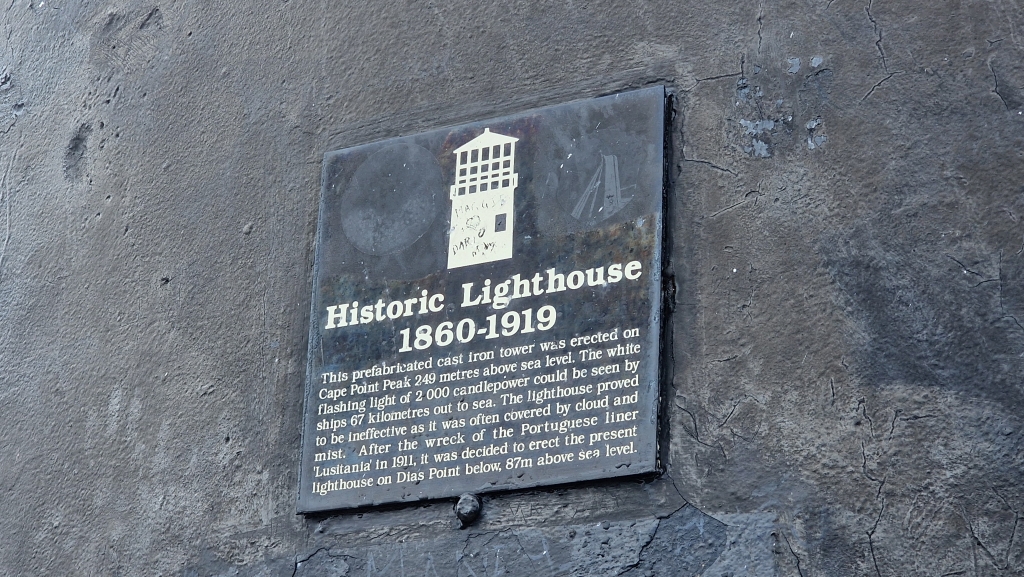 Historic Lighthouse
1860-1919
This prefabricated cast iron tower was erected on
Cape Point Peak 249 metres above sea level. The white
flashing light of 2 000 candlepower could be seen by
ships 67 kilometres out to sea. The lighthouse proved
to be ineffective as it was often covered by cloud and
mist. After the wreck of the Portuguese liner
'Lusitania' in 1911, it was decided to erect the present
lighthouse on Dias Point below, 87m above sea level.